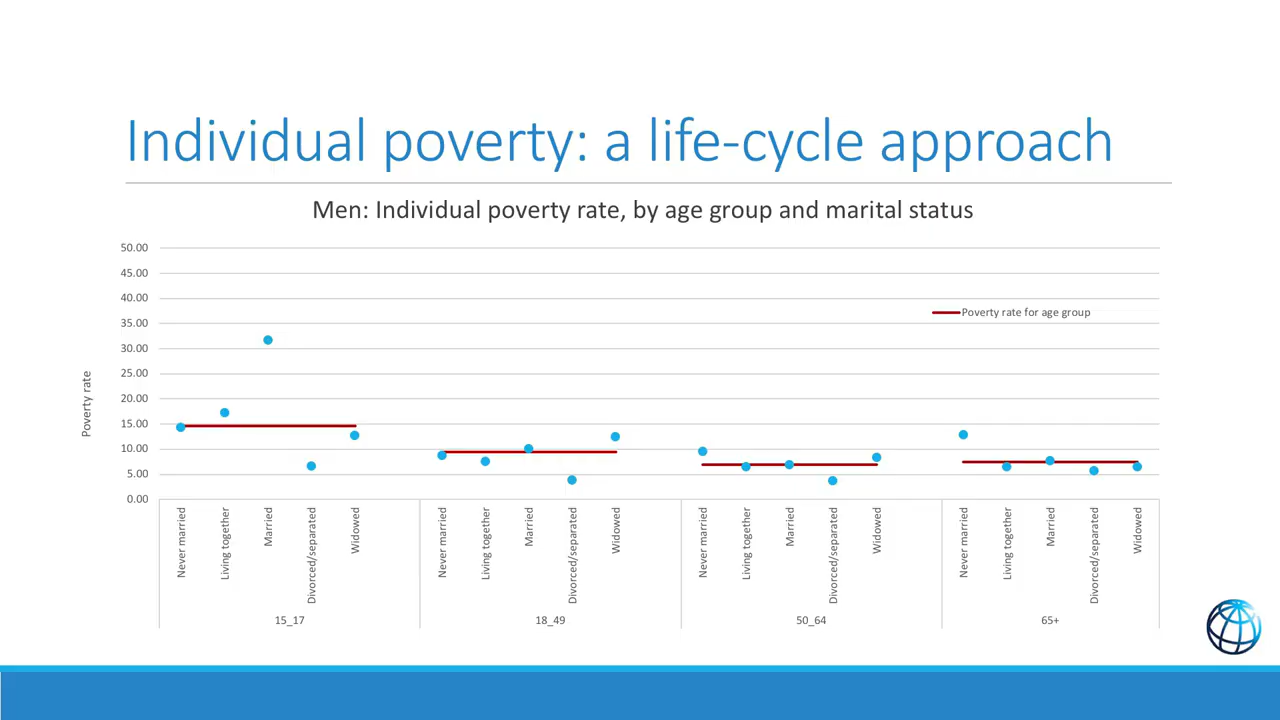 Individual poverty: a life-cycle approach
Men: Individual poverty rate, by age group and marital status
50.00
45.00
40.00
35.00
30.00
25.00
20.00
15.00
10.00
5.00
0.00
Poverty rate
Poverty rate for age group
Never married
Living together
Married
Divorced/separated
Widowed
Never married
Living together
Married
Divorced/separated
Widowed
Never married
Living together
Married
Divorced/separated
Widowed
Never married
Living together
Married
Divorced/separated
Widowed
15_17
18_49
50_64
65+